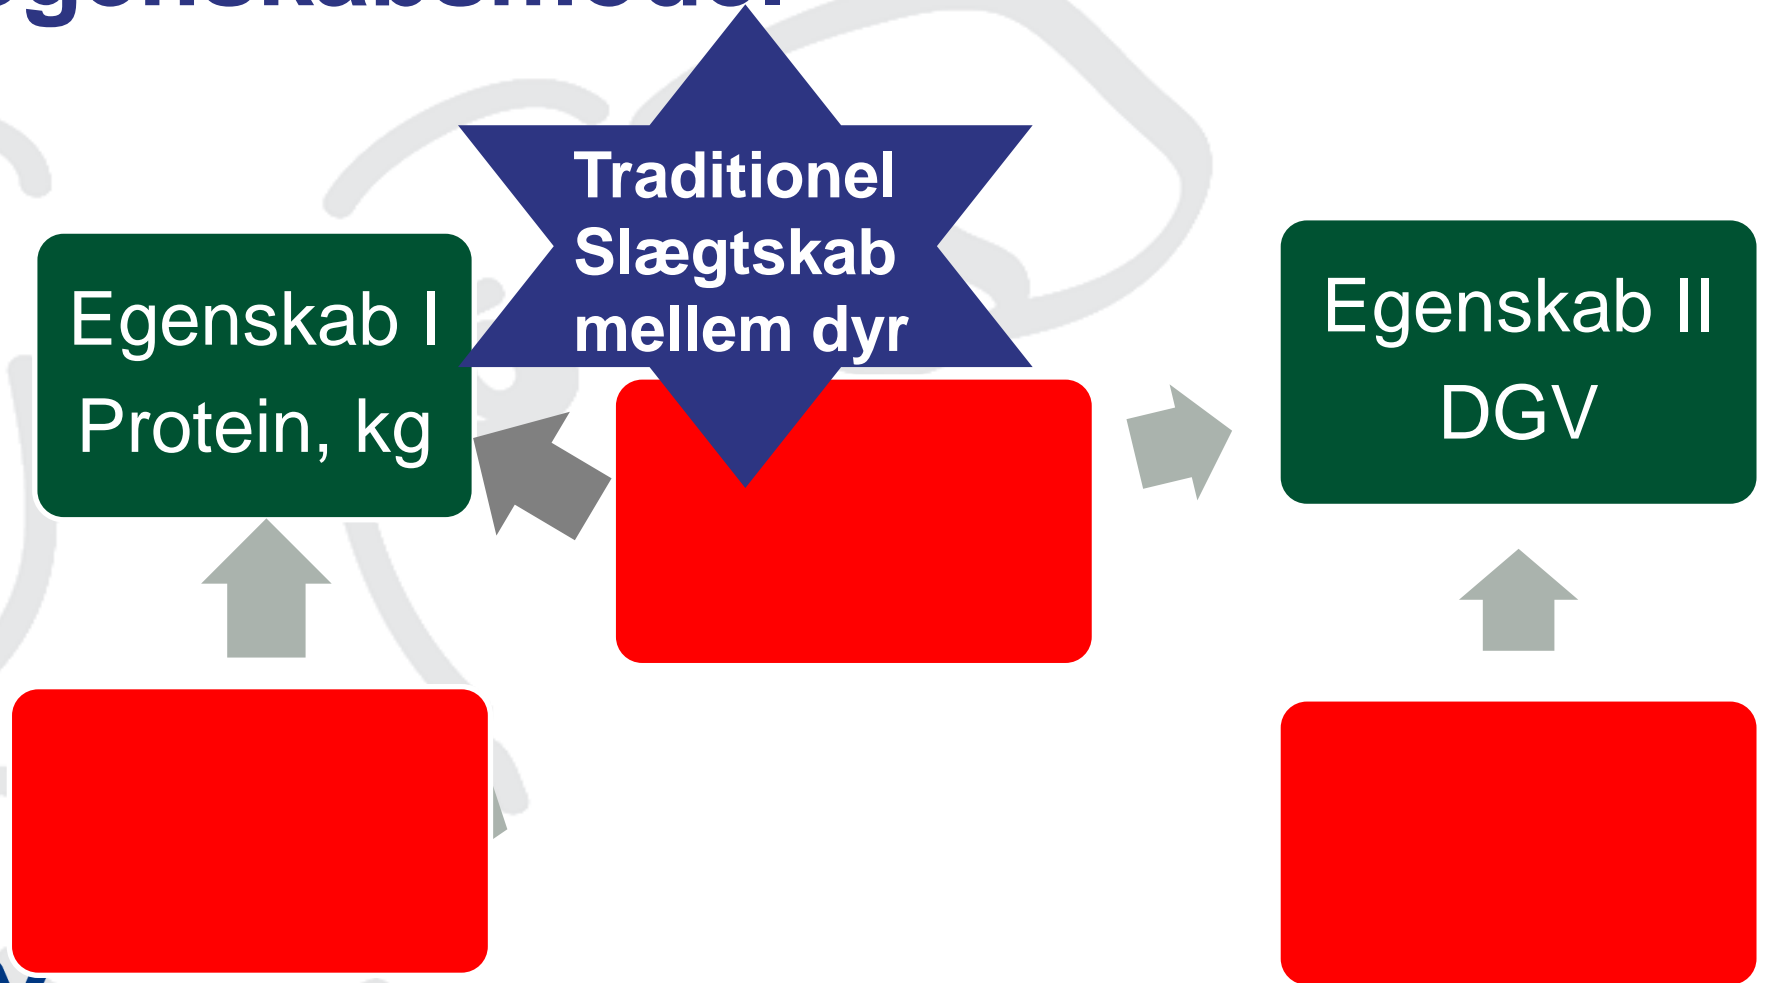 Traditionel
Slægtskab
mellem dyr
Egenskab I
Protein, kg
Egenskab II
DGV